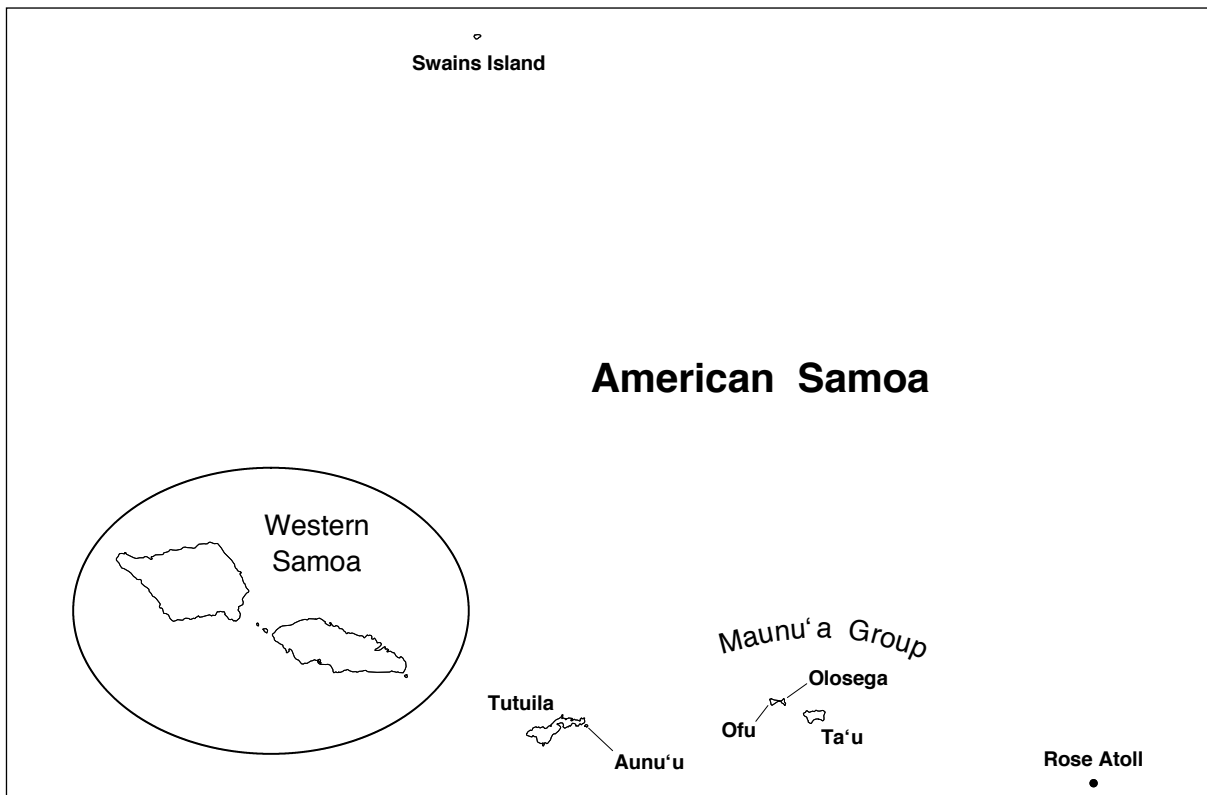 Swains Island
American Samoa
Western
Samoa
Maunu‘a Group
Olosega
Tutuila
Ofu
Ta‘u
Aunu‘u
Rose Atoll